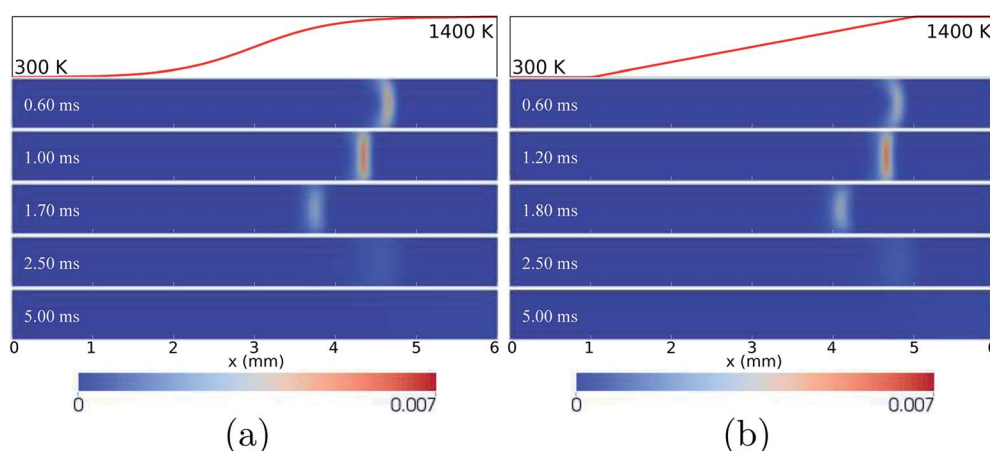 300 K
1400 K
0.60 ms
1.00 ms
1.70 ms
2.50 ms
5.00 ms
0 1 2 3 4 5 6
x (mm)
0 0.007
(a)
300 K
1400 K
0.60 ms
1.20 ms
1.80 ms
2.50 ms
5.00 ms
0 1 2 3 4 5 6
x (mm)
0 0.007
(b)